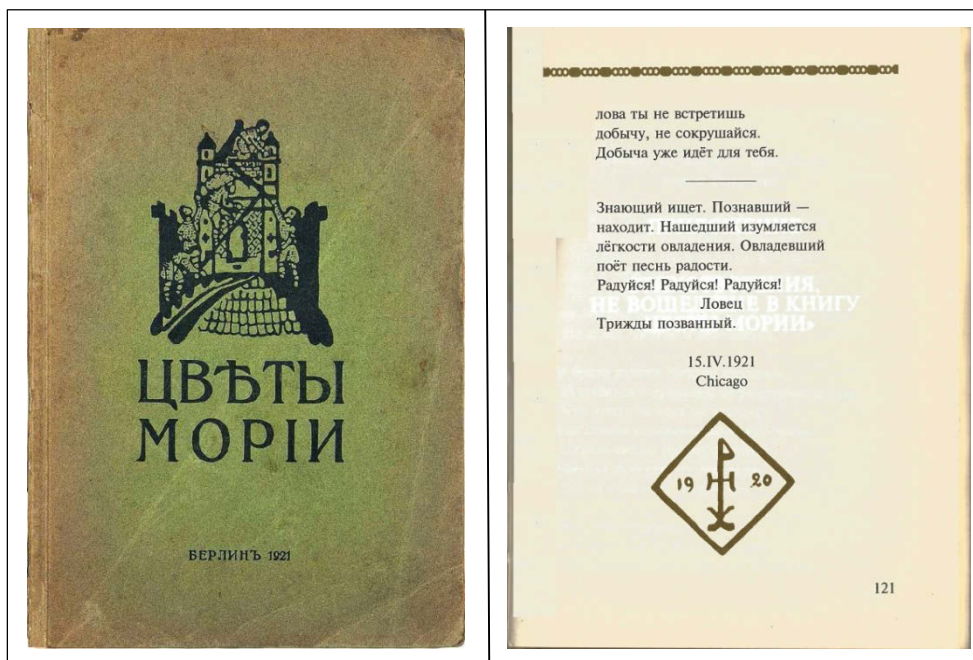 ЦВѢТЫ
МОРІИ
БЕРЛИНЪ 1921
лова ты не встретишь
добычу, не сокрушайся.
Добыча уже идёт для тебя.
Знающий ищет. Познавший —
находит. Нашедший изумляется
лёгкости овладения. Овладевший
поёт песнь радости.
Радуйся! Радуйся! Радуйся!
Ловец
Трижды позванный.
15.IV.1921
Chicago
19 20
121